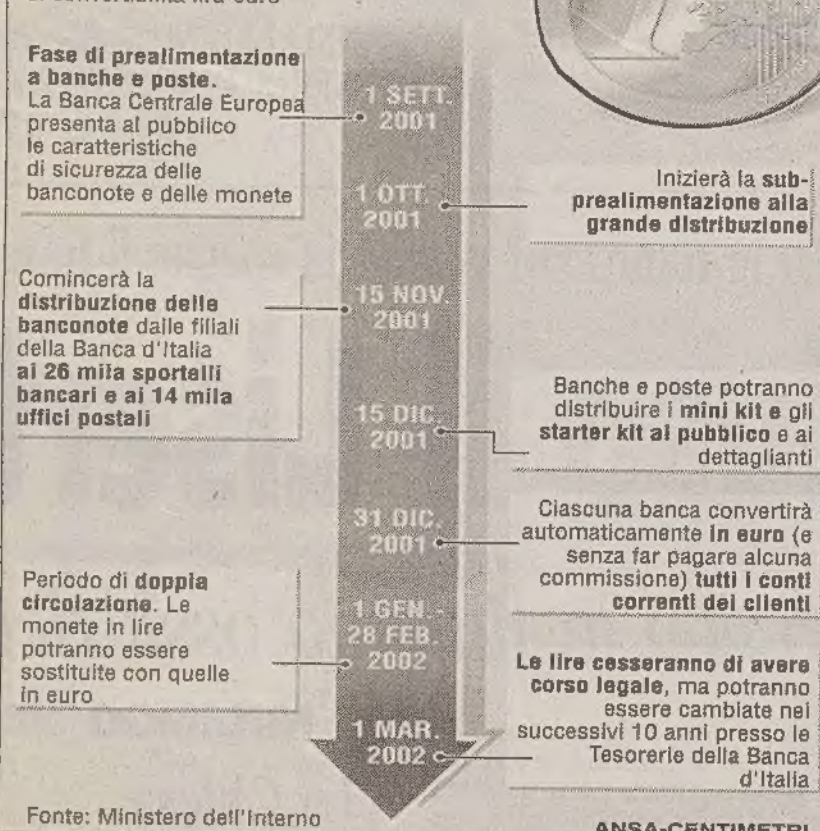 di convertibilità lira-euro
Fase di prealimentazione
a banche e poste.
La Banca Centrale Europea
presenta al pubblico
le caratteristiche
di sicurezza delle
banconote e delle monete
1 SETT.
2001
1 OTT.
2001
Inizierà la sub-
prealimentazione alla
grande distribuzione
Comincerà la
distribuzione delle
banconote dalle filiali
della Banca d'Italia
ai 26 mila sportelli
bancari e ai 14 mila
uffici postali
15 NOV.
2001
15 DIC.
2001
Banche e poste potranno
distribuire i mini kit e gli
starter kit al pubblico e ai
dettaglianti
31 DIC.
2001
Ciascuna banca convertirà
automaticamente in euro (e
senza far pagare alcuna
commissione) tutti i conti
correnti dei clienti
Periodo di doppia
circolazione. Le
monete in lire
potranno essere
sostituite con quelle
in euro
1 GEN.-
28 FEB.
2002
1 MAR.
2002
Le lire cesseranno di avere
corso legale, ma potranno
essere cambiate nei
successivi 10 anni presso le
Tesorerie della Banca
d'Italia
Fonte: Ministero dell'Interno
ANSA-CENTIMETRI